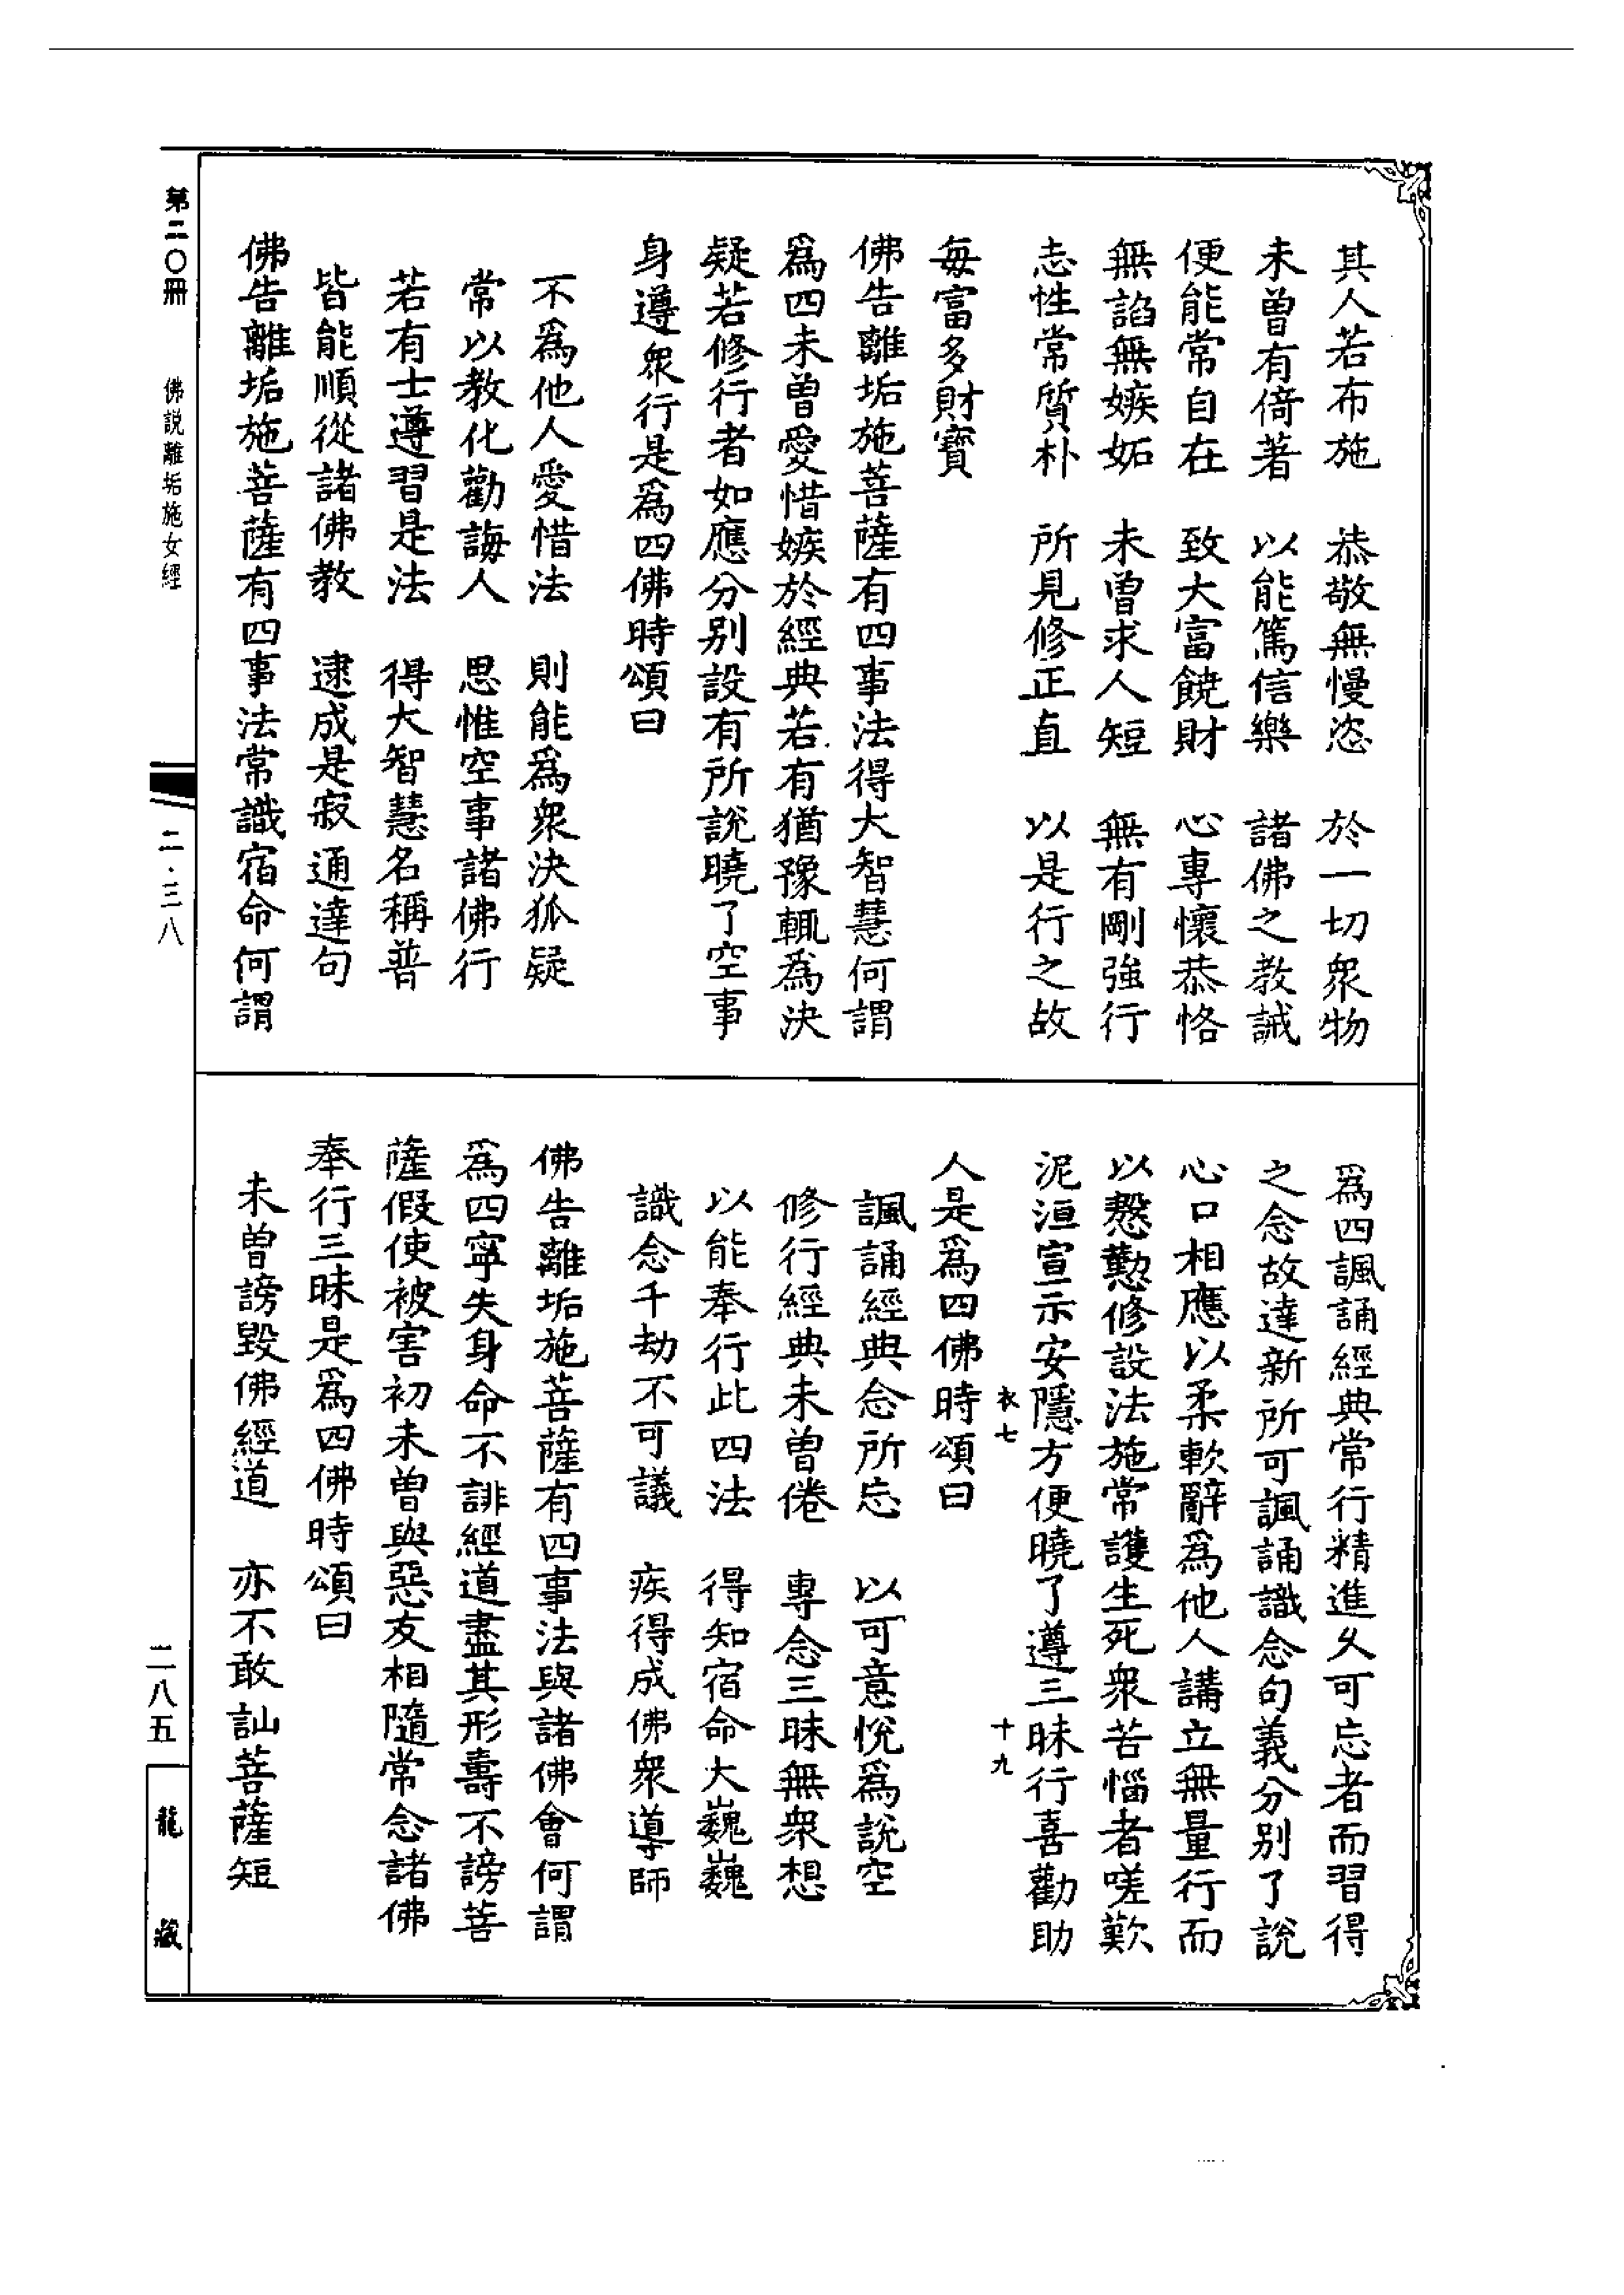 其人若布施　恭敬無慢恣　於一切衆物
未曾有倚著　以能篤信樂　諸佛之教誡
便能常自在　致大富饒財　心專懷恭恪
無諂無嫉妬　未曾求人短　無有剛強行
志性常質朴　所見修正直　以是行之故
每富多財寶
佛告離垢施菩薩有四事法得大智慧何謂
爲四未曾愛惜嫉於經典若有猶豫輒爲決
疑若修行者如應分别設有所説曉了空事
身遵衆行是爲四佛時頌曰
不爲他人愛惜法　則能爲衆決狐疑
常以教化勸誨人　思惟空事諸佛行
若有士遵習是法　得大智慧名稱普
皆能順從諸佛教　逮成是寂通達句
佛告離垢施菩薩有四事法常識宿命何謂
爲四諷誦經典常行精進久可忘者而習得
之念故達新所可諷誦識念句義分别了說
心口相應以柔軟辭爲他人講立無量行而
以慇懃修設法施常護生死衆苦惱者嗟歎
泥洹宣示安隱方便曉了遵三昧行喜勸助
衣七　十九
人是爲四佛時頌曰
諷誦經典念所忘　以可意悅爲說空
修行經典未曾倦　專念三昧無衆想
以能奉行此四法　得知宿命大巍巍
識念千劫不可議　疾得成佛衆導師
佛告離垢施菩薩有四事法與諸佛會何謂
爲四寧失身命不誹經道盡其形壽不謗菩
薩假使被害初未曾與惡友相隨常念諸佛
奉行三昧是爲四佛時頌曰
未曾謗毀佛經道　亦不敢訕菩薩短
第二〇冊　佛説離垢施女經　二·三八　二八五　龍藏